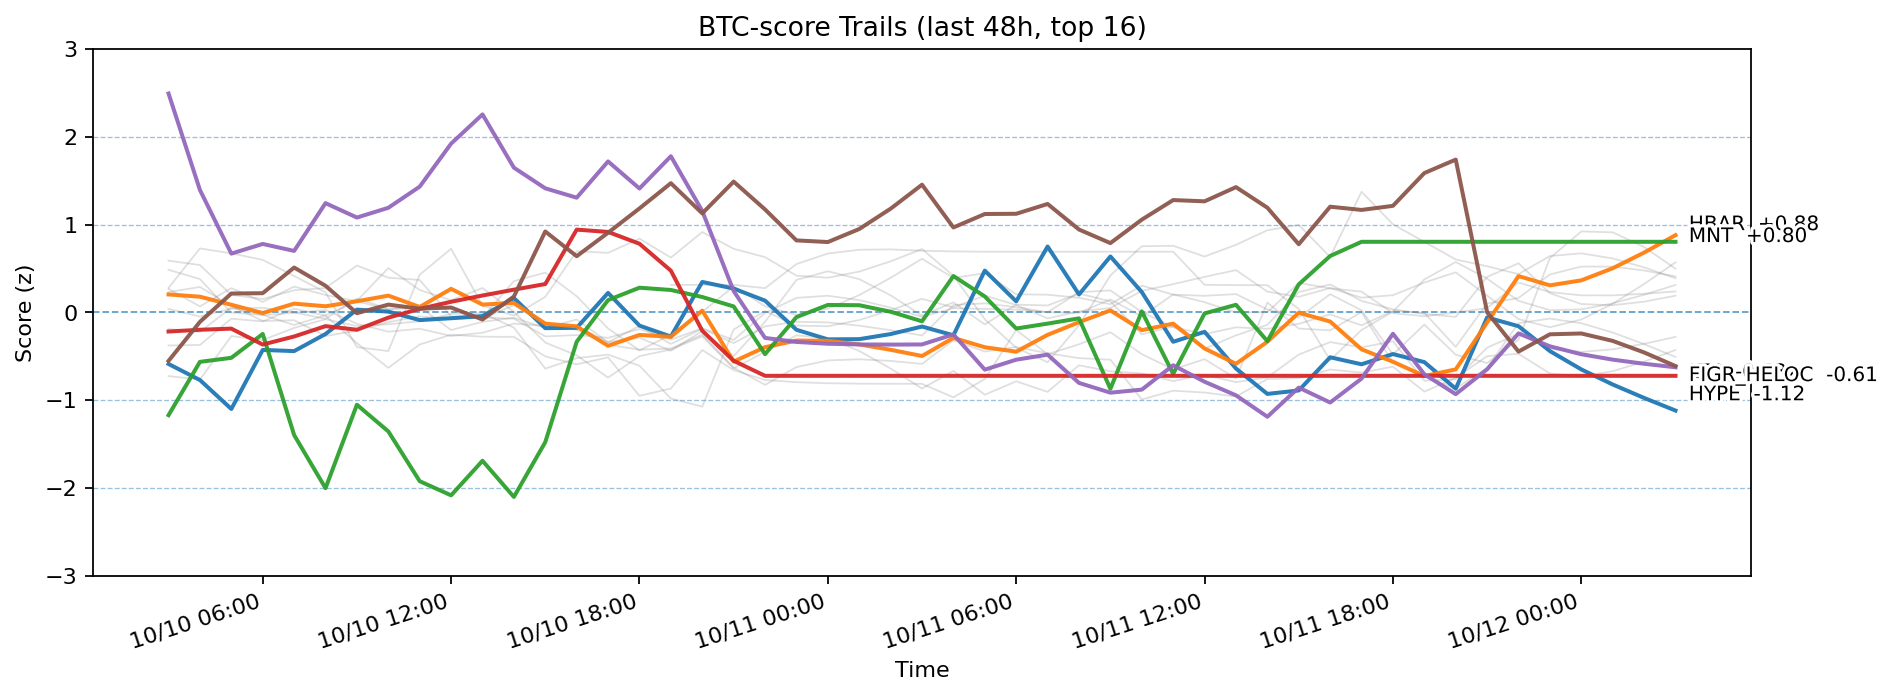 BTC-score Trails (last 48h, top 16)
Score (z)
3
2
1
0
−1
−2
−3
HBAR +0.88
MNT +0.80
FIGR-HELOC -0.61
HYPE -1.12
10/10 06:00
10/10 12:00
10/10 18:00
10/11 00:00
10/11 06:00
10/11 12:00
10/11 18:00
10/12 00:00
Time